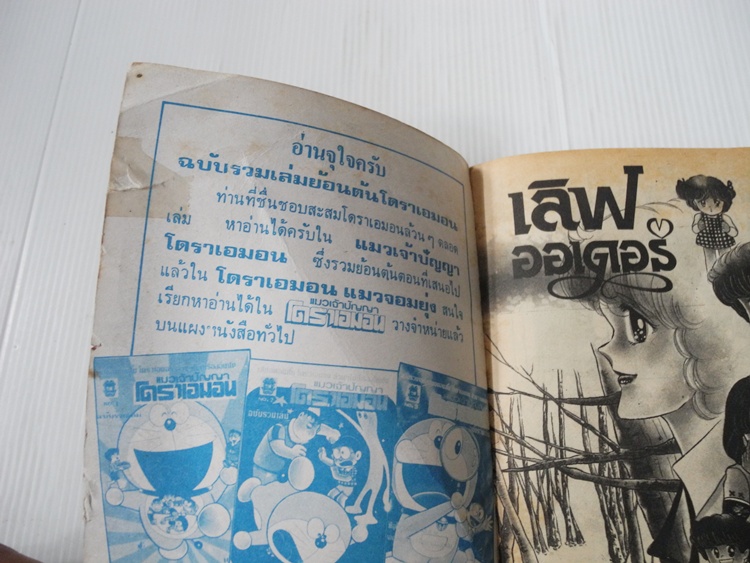 อ่านจุใจครับ
ฉบับรวมเล่มย้อนต้นโดราเอมอน
ท่านที่ชื่นชอบสะสมโดราเอมอนล้วนๆ ตลอด
เล่ม หาอ่านได้ครับใน แมวเจ้าปัญญา
โดราเอมอน ซึ่งรวมย้อนต้นตอนที่เสนอไป
แล้วใน โดราเอมอน แมวจอมยุ่ง สนใจ
เรียกหาอ่านได้ใน แมวเจ้าปัญญา โดราเอมอน วางจำหน่ายแล้ว
บนแผงหนังสือทั่วไป
แมวเจ้าปัญญา
โดราเอมอน
แมวเจ้าปัญญา
โดราเอมอน
ฉบับรวมเล่ม
เลิฟ
ออเดอร์